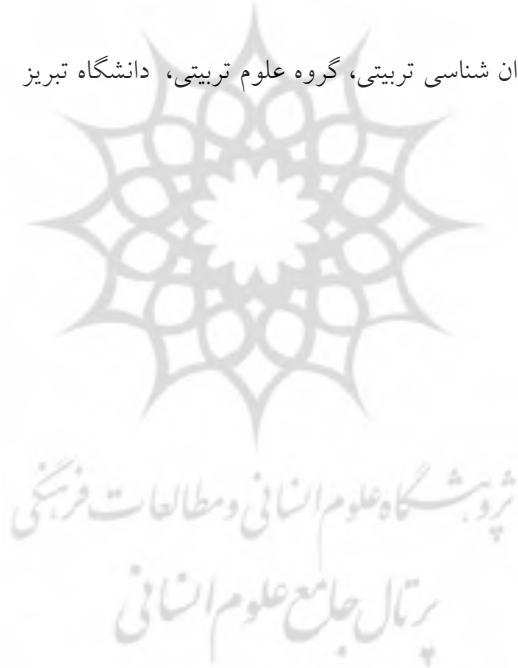 ان شناسی تربیتی، گروه علوم تربیتی، دانشگاه تبریز
پژوهشگاه علوم انسانی و مطالعات فرهنگی
پرتال جامع علوم انسانی